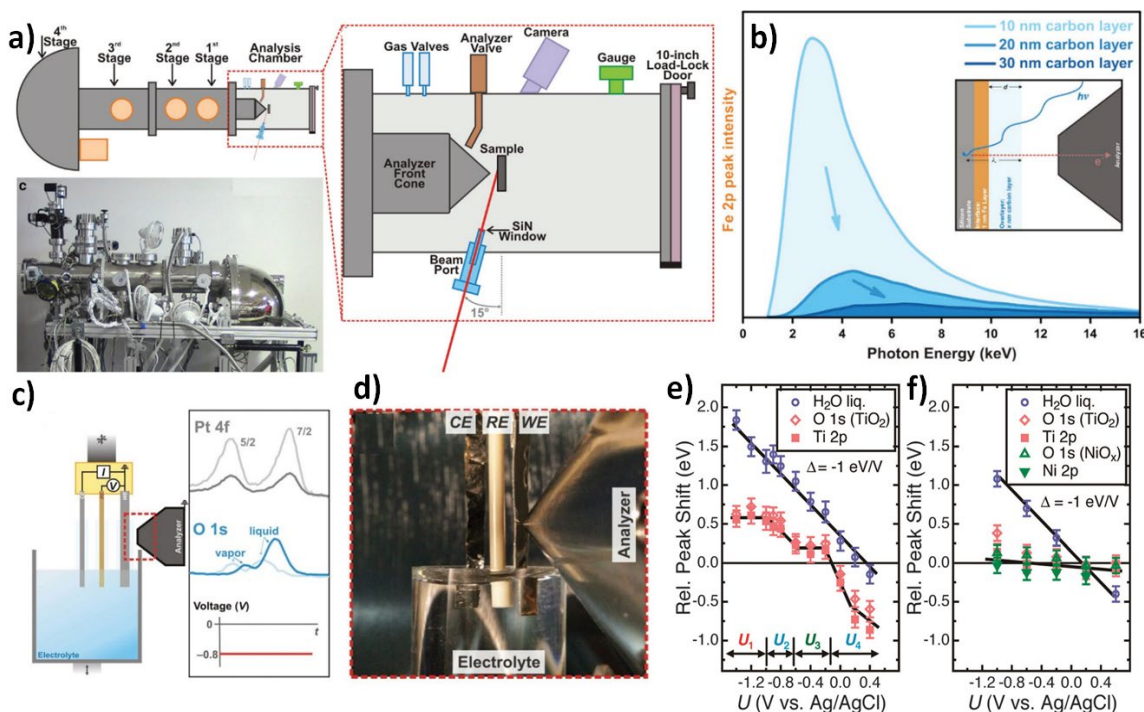 a)
4th
Stage
3rd
Stage
2nd
Stage
1st
Stage
Analysis
Chamber
c
Gas Valves
Analyzer
Valve
Camera
Gauge
10-inch
Load-Lock
Door
Analyzer
Front
Cone
Sample
SiN
Window
Beam
Port
15°
b)
Fe 2p peak intensity
10 nm carbon layer
20 nm carbon layer
30 nm carbon layer
d
hν
Analyzer
0 2 4 6 8 10 12 14 16
Photon Energy (keV)
c)
I
V
Analyzer
Electrolyte
Pt 4f
5/2
7/2
O 1s
vapor
liquid
Voltage (V)
0
t
−0.8
d)
CE RE WE
Analyzer
Electrolyte
e)
Rel. Peak Shift (eV)
2.0
1.5
1.0
0.5
0.0
-0.5
-1.0
H2O liq.
O 1s (TiO2)
Ti 2p
Δ = -1 eV/V
U1 U2 U3 U4
-1.2 -0.8 -0.4 0.0 0.4
U (V vs. Ag/AgCl)
f)
Rel. Peak Shift (eV)
2.0
1.5
1.0
0.5
0.0
-0.5
-1.0
H2O liq.
O 1s (TiO2)
Ti 2p
O 1s (NiOx)
Ni 2p
Δ = -1 eV/V
-1.2 -0.8 -0.4 0.0 0.4
U (V vs. Ag/AgCl)